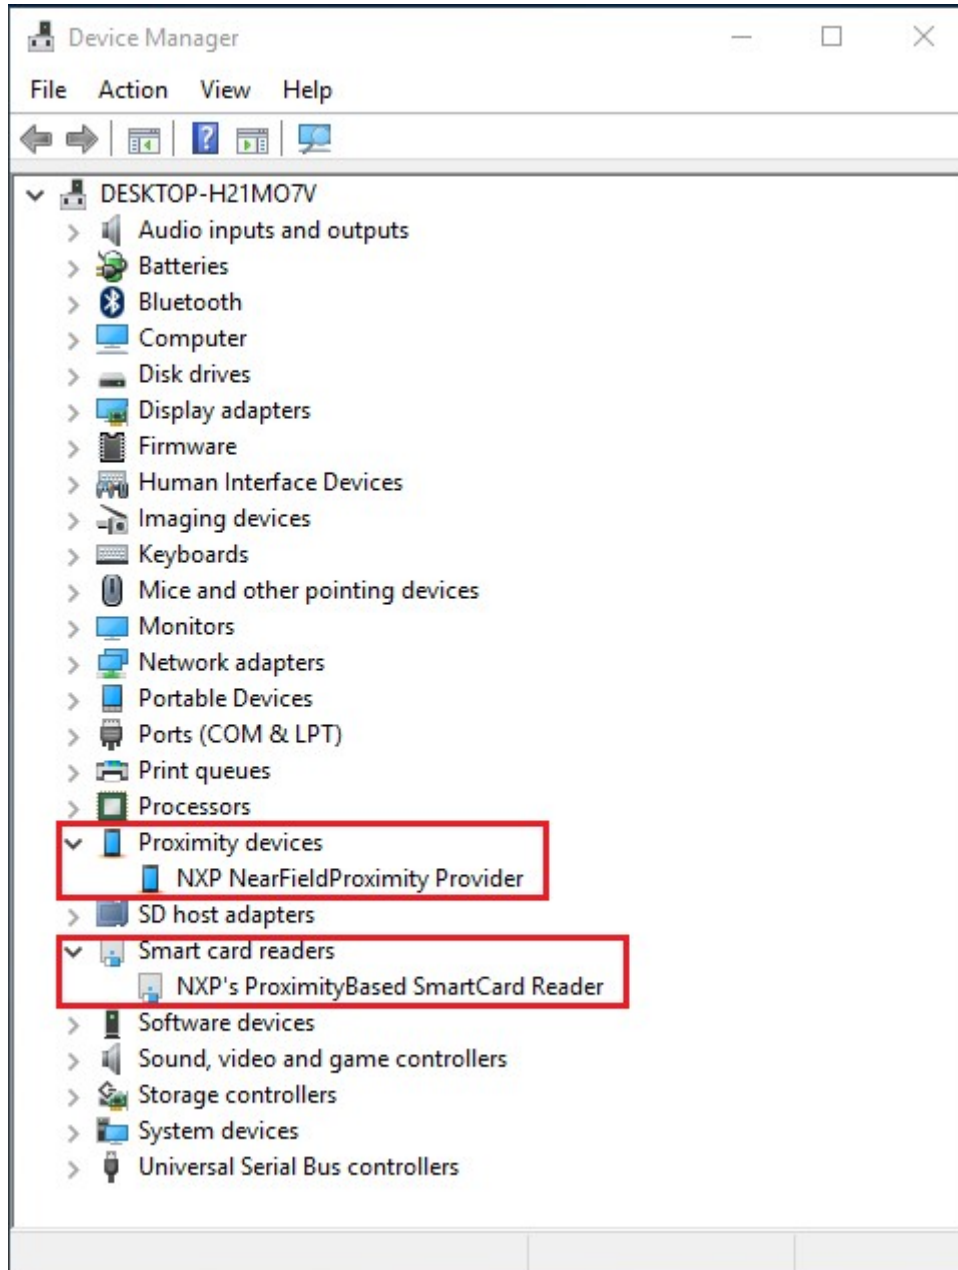 Device Manager
File Action View Help
DESKTOP-H21MO7V
Audio inputs and outputs
Batteries
Bluetooth
Computer
Disk drives
Display adapters
Firmware
Human Interface Devices
Imaging devices
Keyboards
Mice and other pointing devices
Monitors
Network adapters
Portable Devices
Ports (COM & LPT)
Print queues
Processors
Proximity devices
NXP NearFieldProximity Provider
SD host adapters
Smart card readers
NXP's ProximityBased SmartCard Reader
Software devices
Sound, video and game controllers
Storage controllers
System devices
Universal Serial Bus controllers